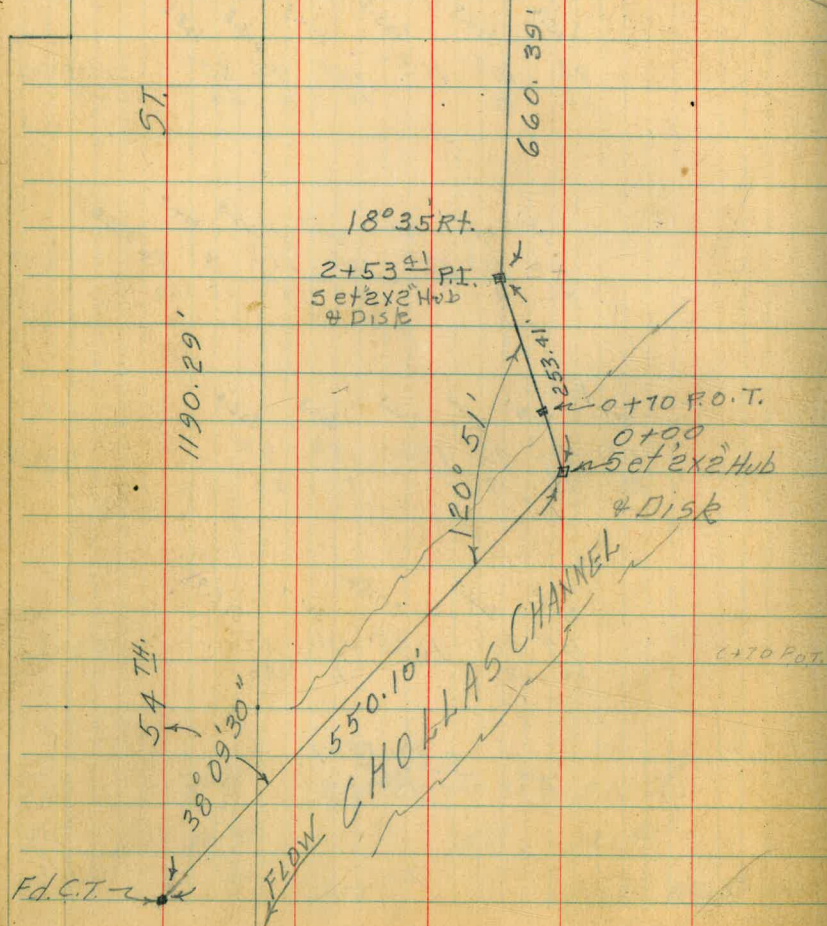 660.39'
ST.
18°35' Rt.
2+53 41 P.I.
Set 2"x2" Hub
& Disk
1190.29'
253.41'
0+70 P.O.T.
0+00
Set 2"x2" Hub
& Disk
120° 51'
CHOLLAS CHANNEL
0+70 P.O.T.
54 TH.
550.10'
38°09'30"
FLOW
Fd. C.T.